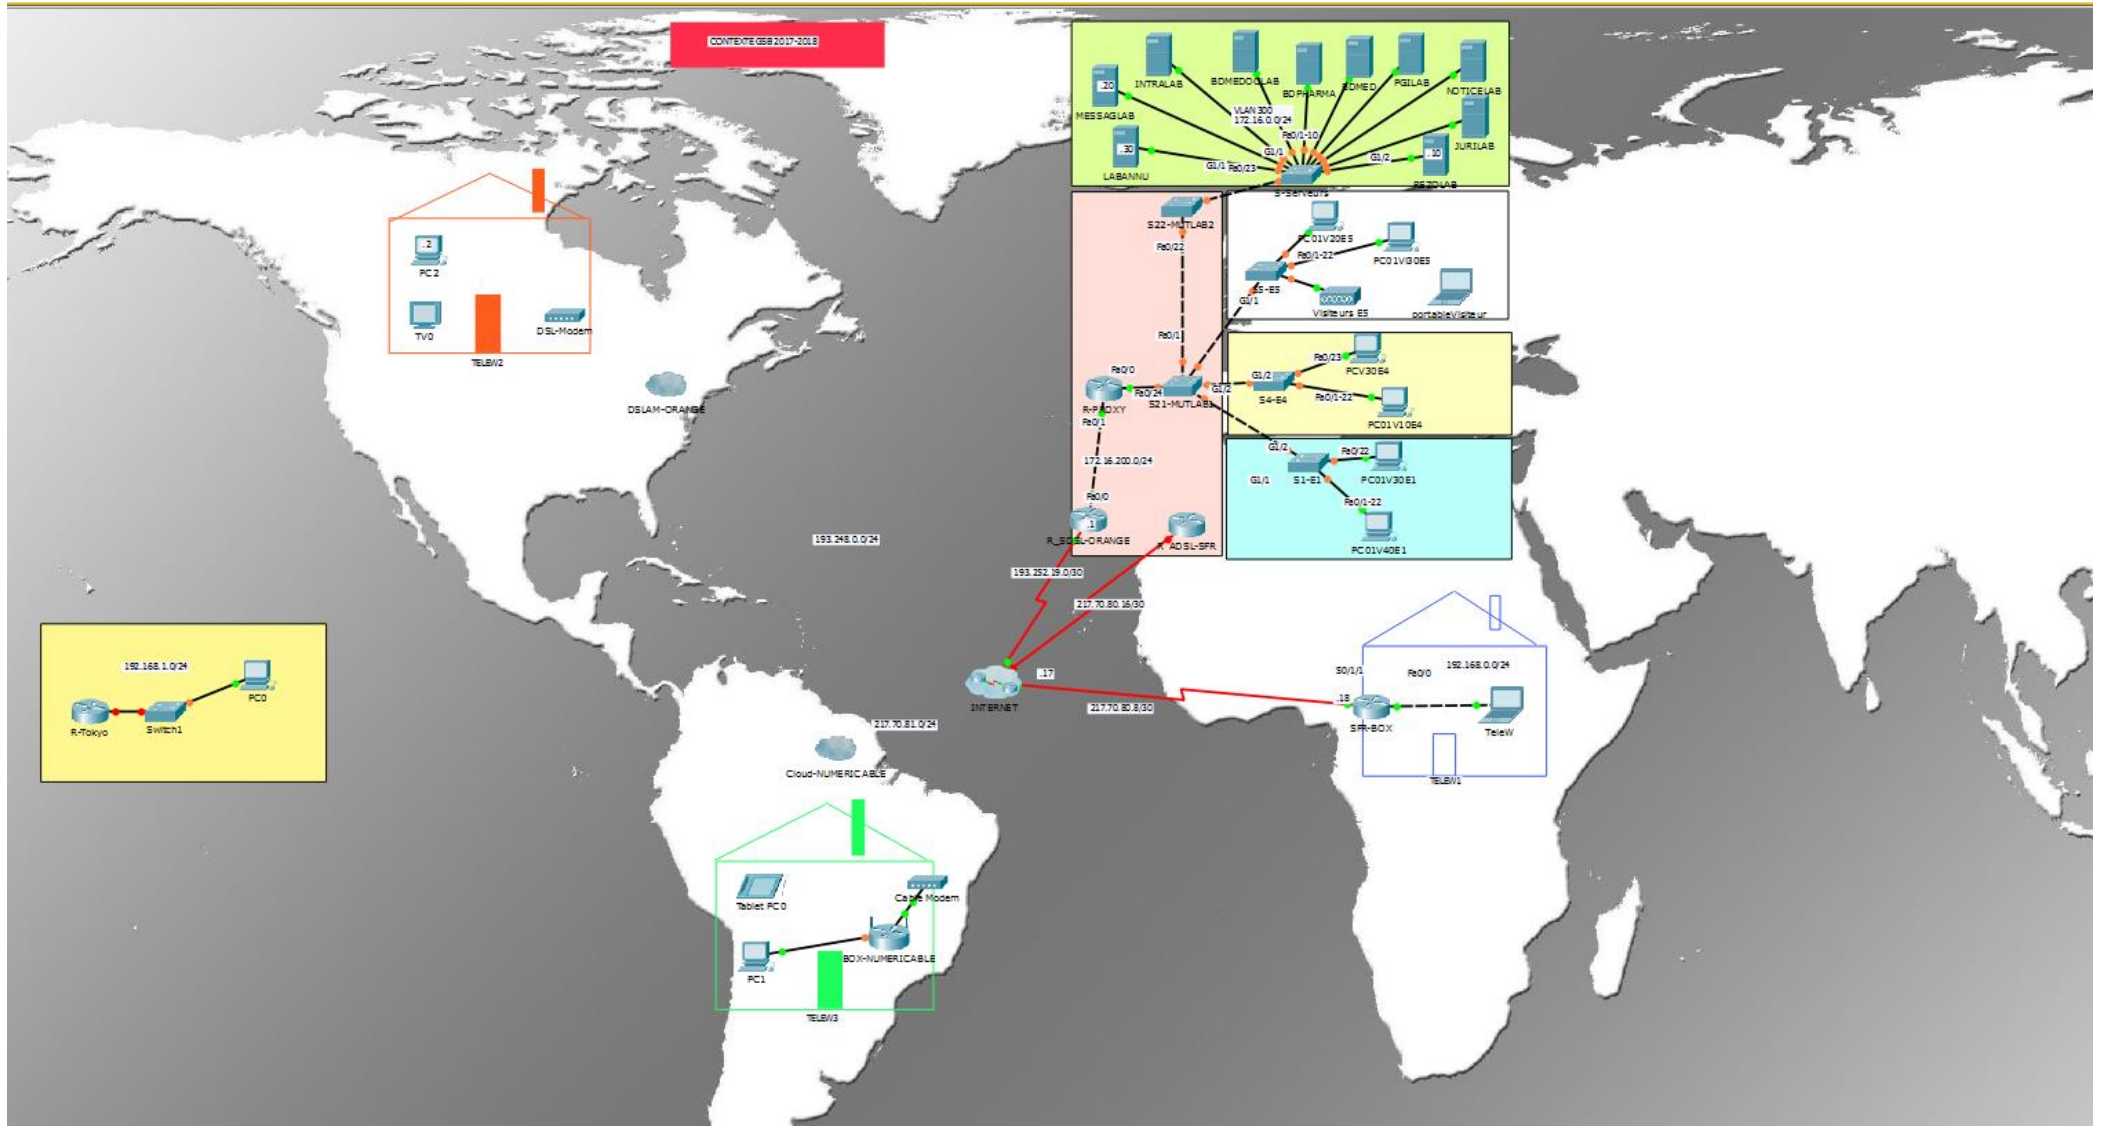 CONTEXTEGSB2017-2018
INTRALAB
BDMEDOCLAB
BDPHARMA
BDMED
PGILAB
NOTICELAB
.20
MESSAGLAB
VLAN 300
172.16.0.0/24
Fa0/1-10
JURILAB
.30
LABANNU
G1/1
G1/1
Fa0/23
G1/2
.10
REZOLAB
S-Serveurs
S22-MUTLAB2
Fa0/22
PC01V20E5
Fa0/1-22
PC01VI30E5
S5-E5
G1/1
Visiteurs E5
portableVisiteur
Fa0/1
Fa0/0
R-PROXY
Fa0/24
S21-MUTLAB1
Fa0/1
G1/2
G1/2
S4-E4
Fa0/23
PCV30E4
Fa0/1-22
PC01V10E4
172.16.200.0/24
G1/2
G1/1
S1-E1
Fa0/22
PC01V30E1
Fa0/1-22
PC01V40E1
Fa0/0
.1
R_SDSL-ORANGE
R_ADSL-SFR
.2
PC2
TV0
DSL-Modem
TELEW2
DSLAM-ORANGE
193.248.0.0/24
193.252.19.0/30
217.70.80.16/30
.17
INTERNET
217.70.80.8/30
S0/1/1
.18
Fa0/0
192.168.0.0/24
SFR-BOX
TeleW
TELEW1
192.168.1.0/24
R-Tokyo
Switch1
PC0
217.70.81.0/24
Cloud-NUMERICABLE
Tablet PC0
Cable Modem
BOX-NUMERICABLE
PC1
TELEW3